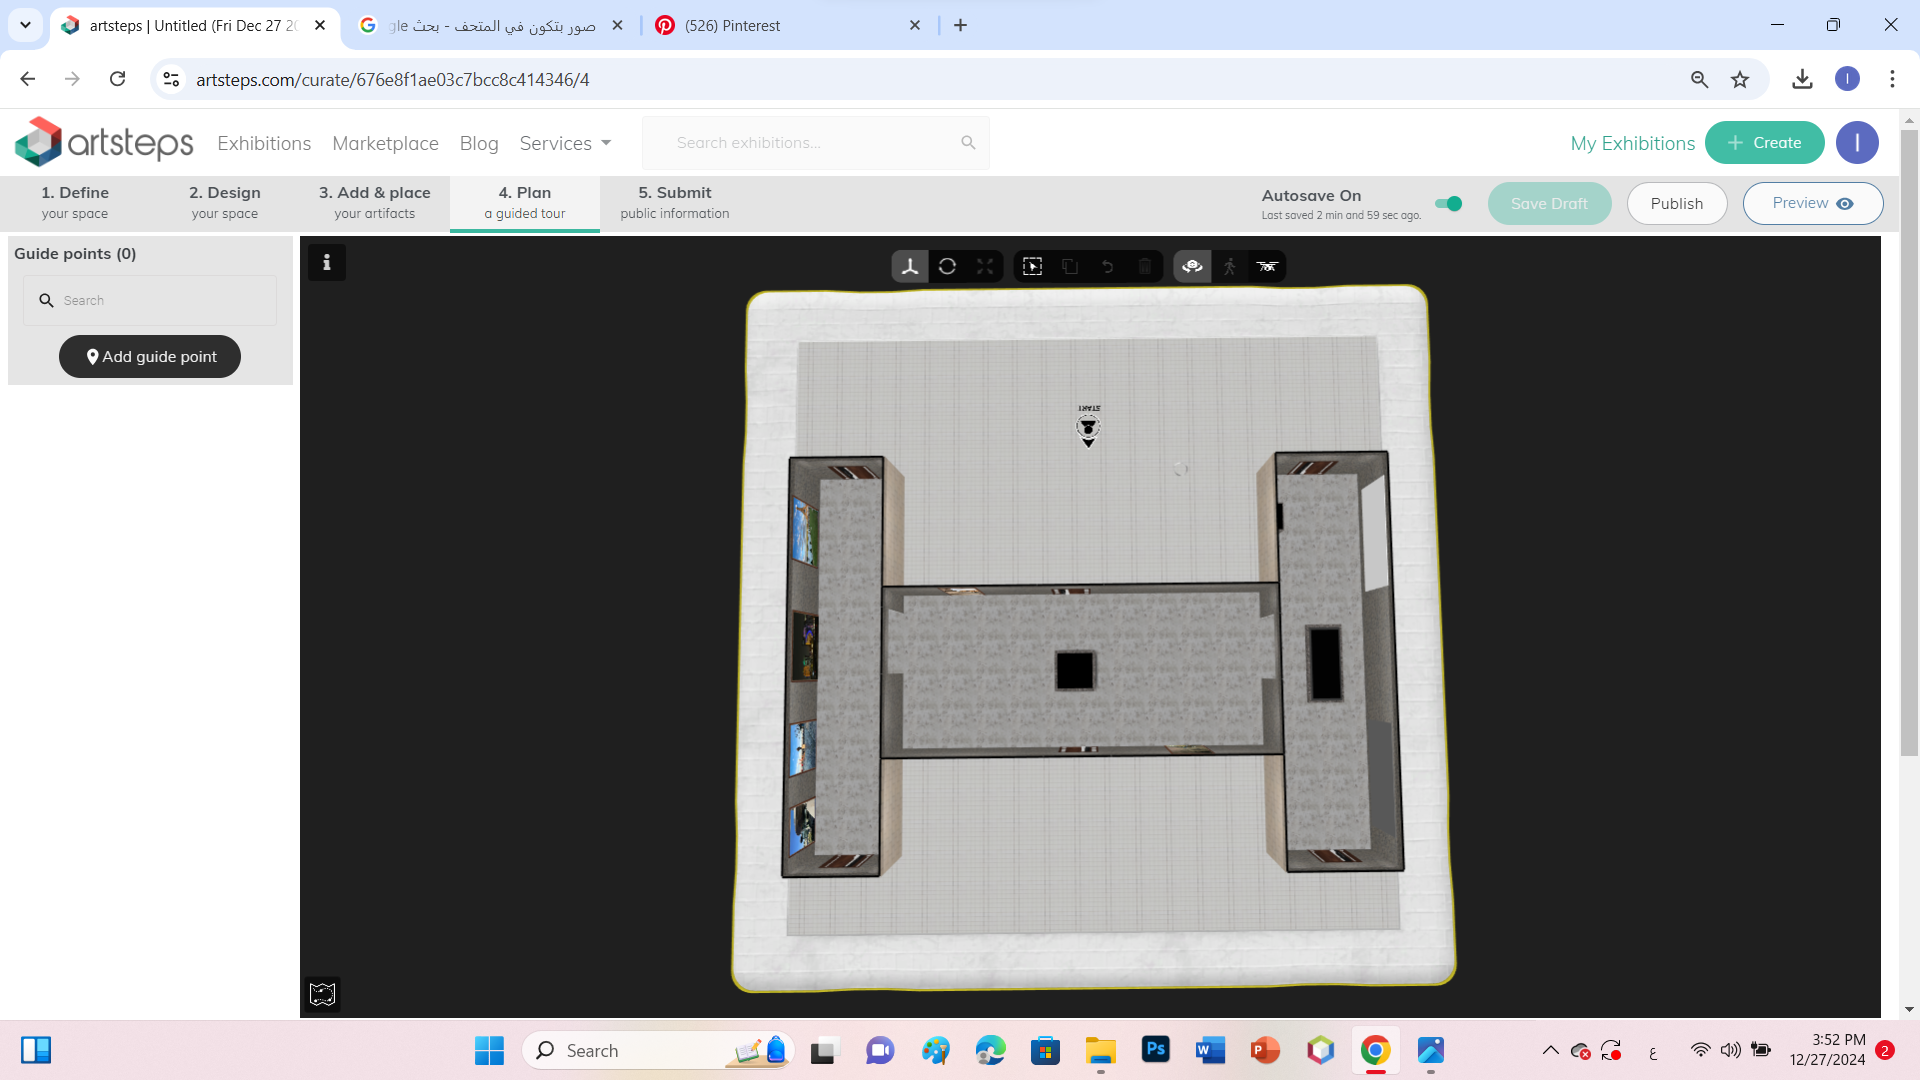 artsteps | Untitled (Fri Dec 27 20
صور بتكون في المتحف - بحث gle
(526) Pinterest
artsteps.com/curate/676e8f1ae03c7bcc8c414346/4
I
artsteps
Exhibitions
Marketplace
Blog
Services
Search exhibitions...
My Exhibitions
Create
I
1. Define
your space
2. Design
your space
3. Add & place
your artifacts
4. Plan
a guided tour
5. Submit
public information
Autosave On
Last saved 2 min and 59 sec ago.
Save Draft
Publish
Preview
Guide points (0)
Search
Add guide point
i
START
Search
Ps
W
P
ع
3:52 PM
12/27/2024
2